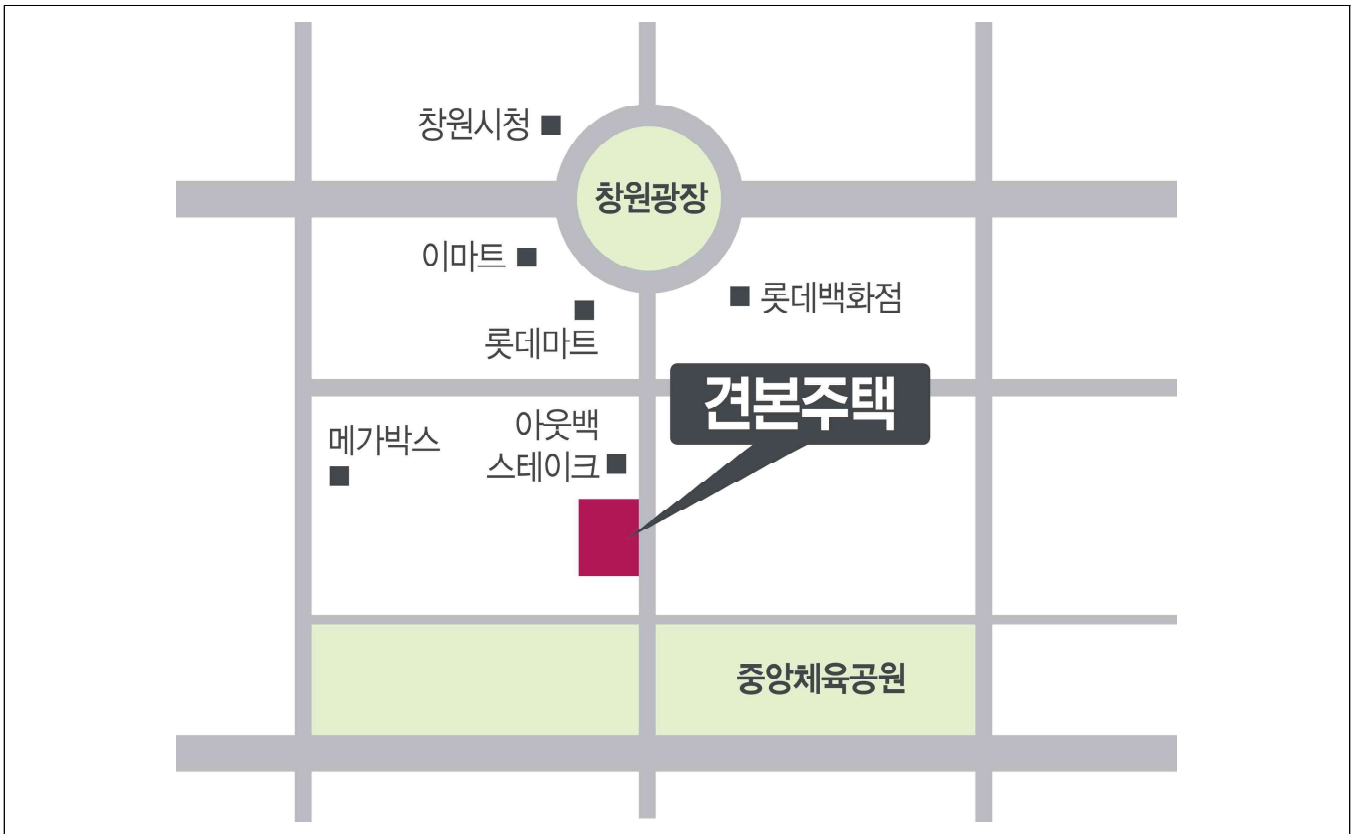 창원시청
창원광장
이마트
롯데백화점
롯데마트
견본주택
아웃백
스테이크
메가박스
중앙체육공원